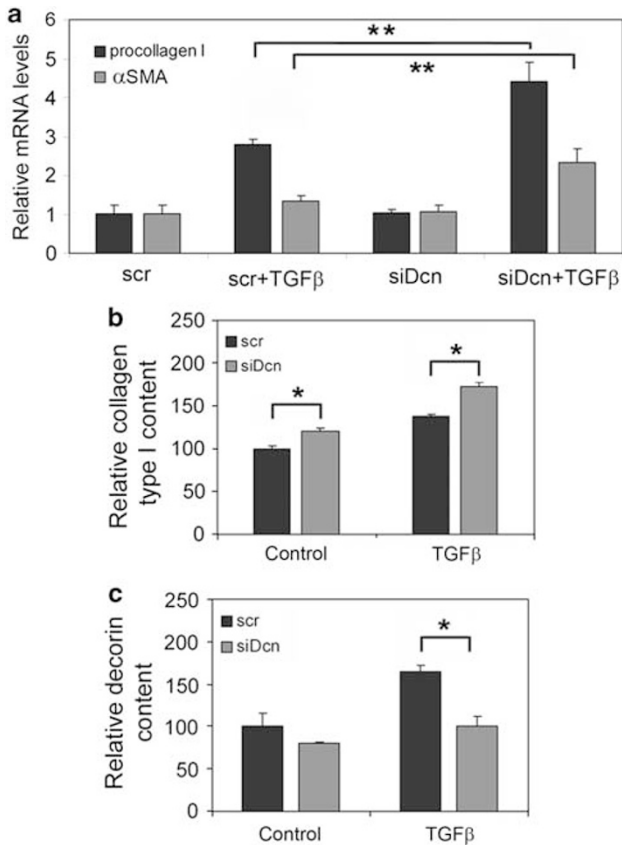 a
Relative mRNA levels
6
5
4
3
2
1
0
procollagen I
αSMA
**
**
scr
scr+TGFβ
siDcn
siDcn+TGFβ
b
Relative collagen
type I content
250
200
150
100
50
0
scr
siDcn
*
*
Control
TGFβ
c
Relative decorin
content
250
200
150
100
50
0
scr
siDcn
*
Control
TGFβ